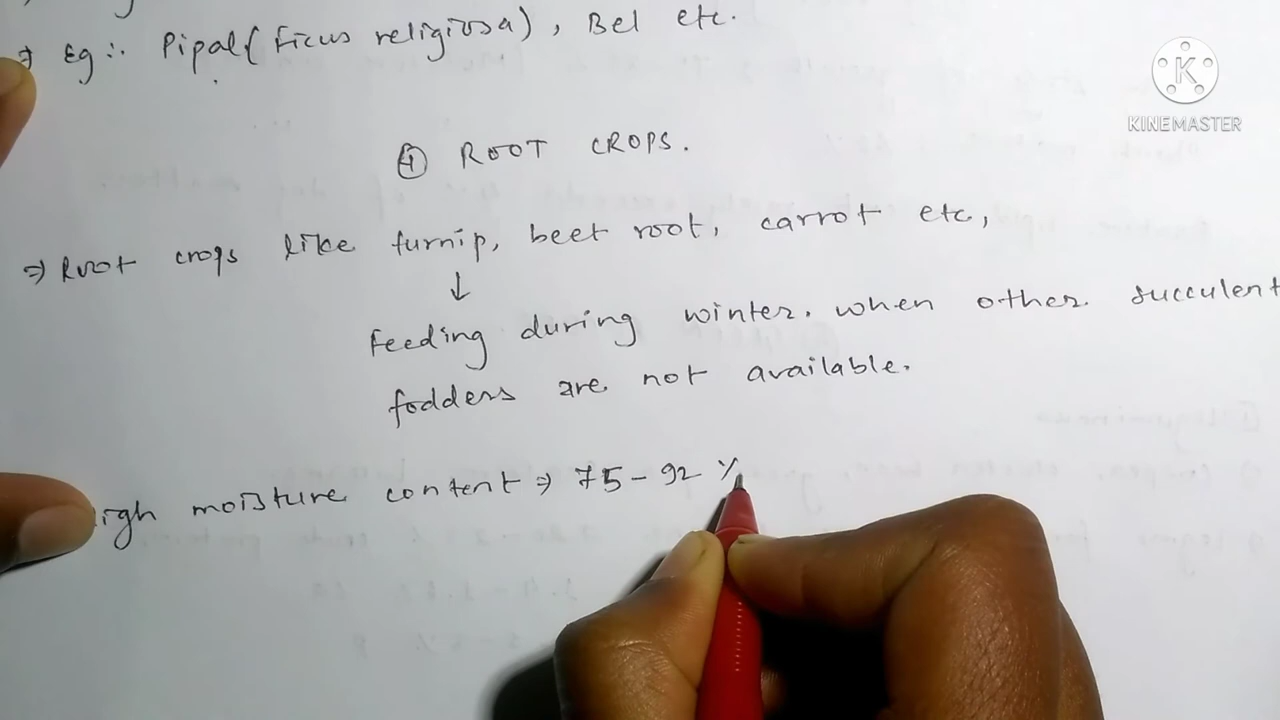 ⇒ Eg :. Pipal (Ficus religiosa), Bel etc.
④ ROOT CROPS.
⇒ Root crops like turnip, beet root, carrot etc,
↓
feeding during winter. when other succulent
fodders are not available.
igh moisture content ⇒ 75-92 %
K
KINEMASTER